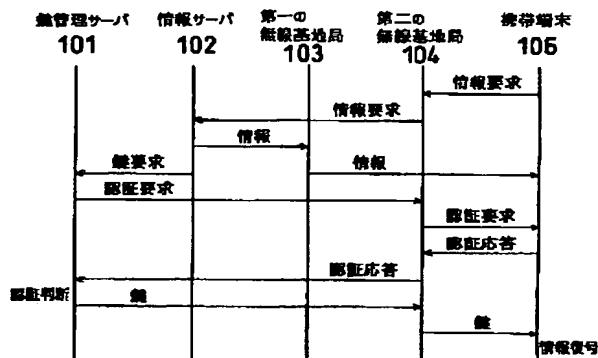 鍵管理サーバ
101
情報サーバ
102
第一の
無線基地局
103
第二の
無線基地局
104
携帯端末
105
情報要求
情報要求
情報
鍵要求
情報
認証要求
認証要求
認証応答
認証応答
認証判断
鍵
鍵
情報復号